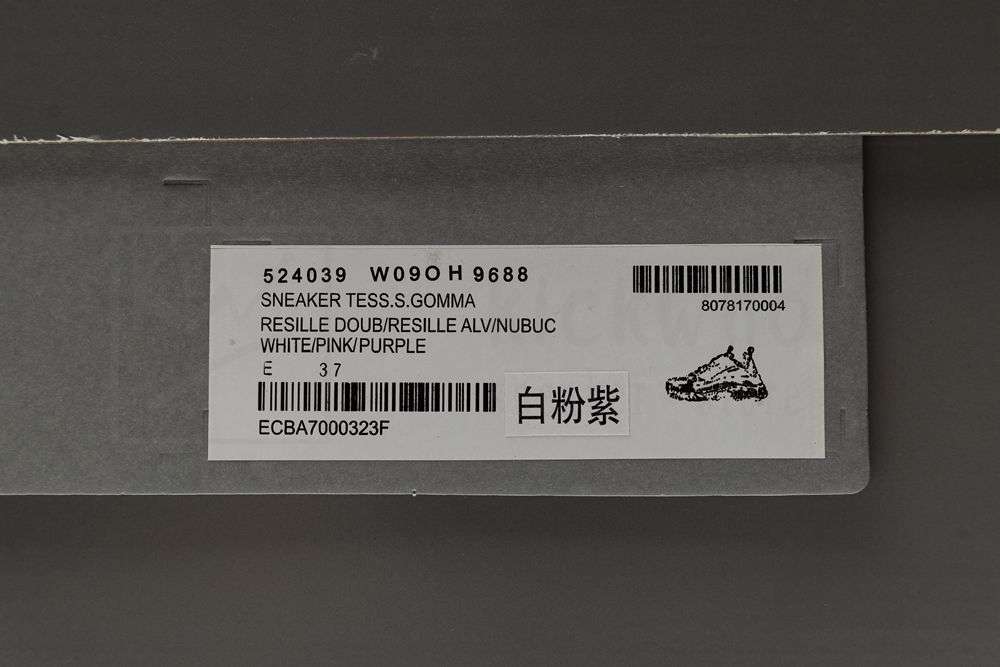 524039 W09OH 9688
SNEAKER TESS.S.GOMMA
RESILLE DOUB/RESILLE ALV/NUBUC
WHITE/PINK/PURPLE
E 37
ECBA7000323F
8078170004
白粉紫